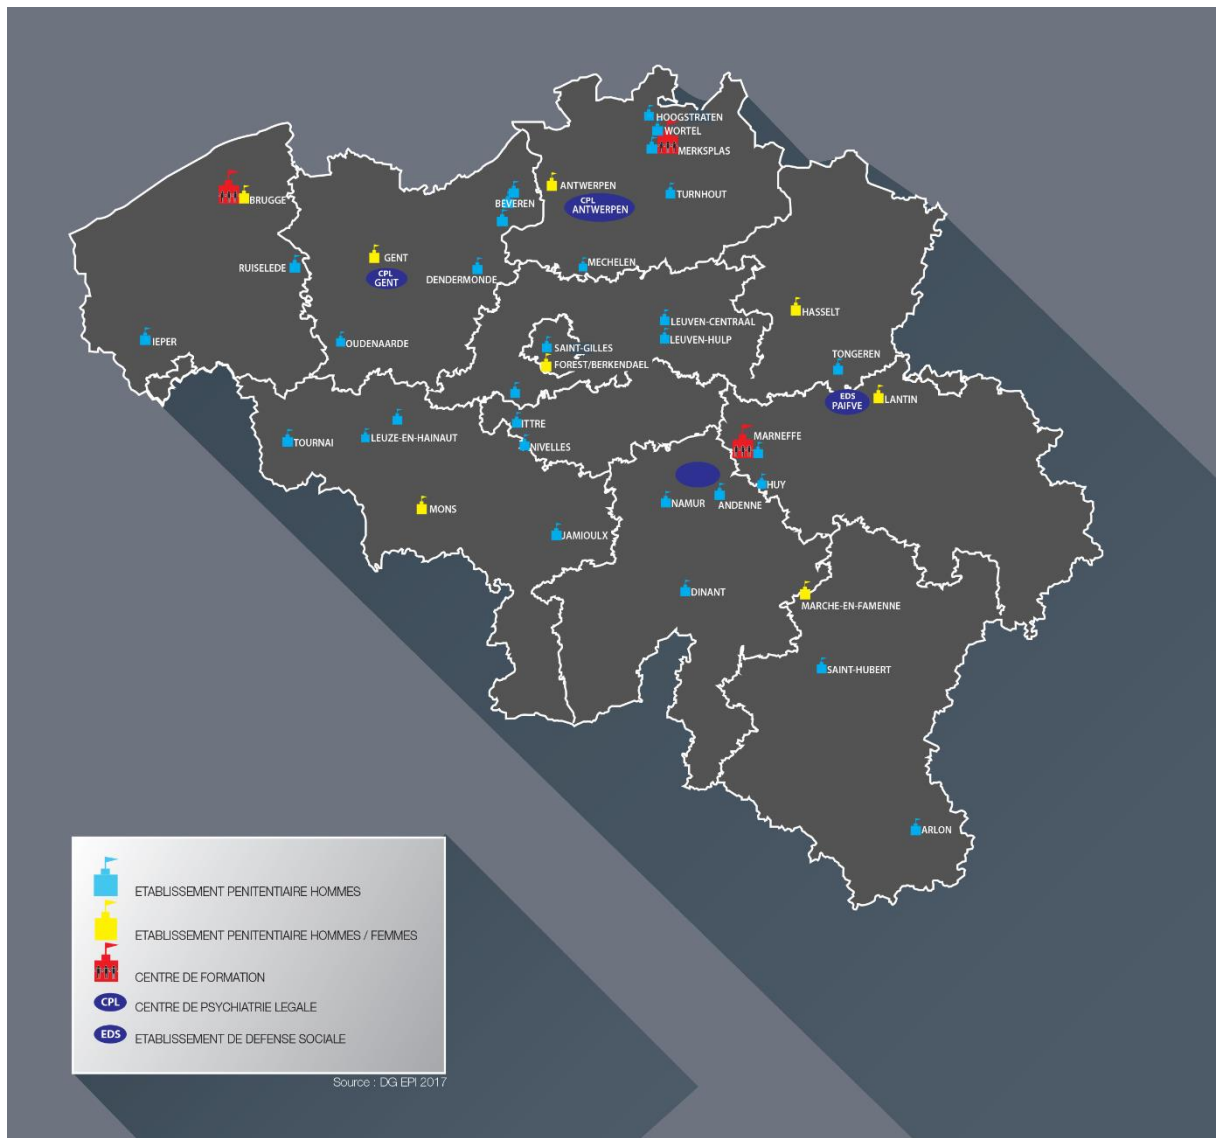 HOOGSTRATEN
WORTEL
MERKSPLAS
ANTWERPEN
TURNHOUT
CPL
ANTWERPEN
BRUGGE
BEVEREN
GENT
CPL
GENT
RUISELEDE
DENDERMONDE
MECHELEN
HASSELT
LEUVEN-CENTRAAL
LEUVEN-HULP
IEPER
OUDENAARDE
SAINT-GILLES
FOREST/BERKENDAEL
TONGEREN
EDS
PAIFVE
LANTIN
ITTRE
NIVELLES
TOURNAI
LEUZE-EN-HAINAUT
MARNEFFE
HUY
NAMUR
ANDENNE
MONS
JAMIOULX
DINANT
MARCHE-EN-FAMENNE
SAINT-HUBERT
ARLON
ETABLISSEMENT PENITENTIAIRE HOMMES
ETABLISSEMENT PENITENTIAIRE HOMMES / FEMMES
CENTRE DE FORMATION
CPL CENTRE DE PSYCHIATRIE LEGALE
EDS ETABLISSEMENT DE DEFENSE SOCIALE
Source : DG EPI 2017